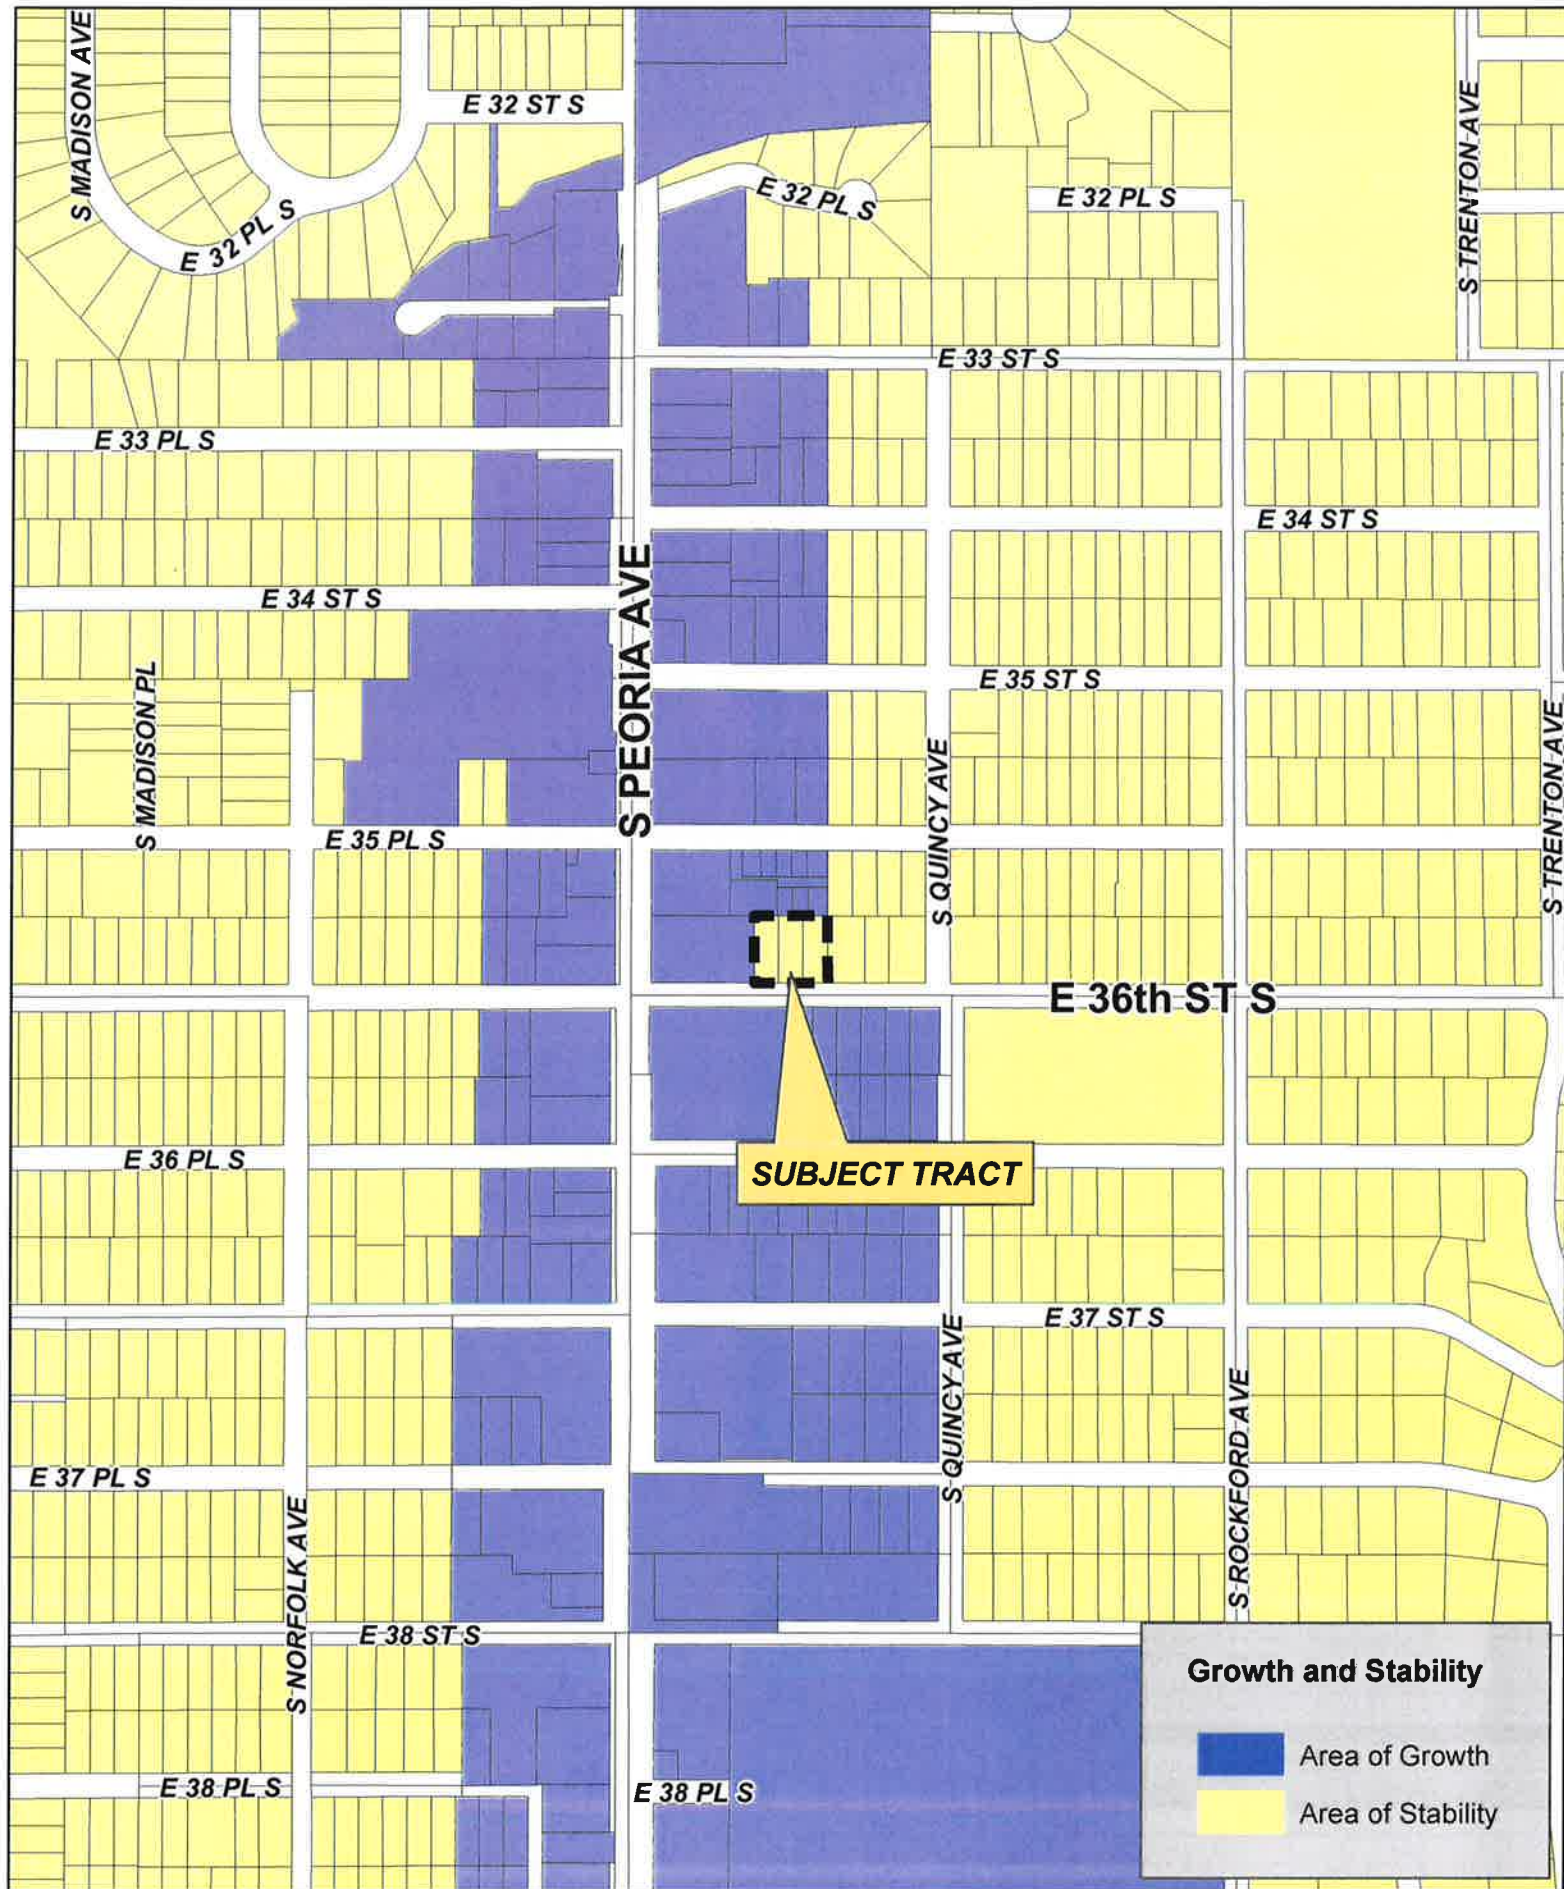 S MADISON AVE
E 32 ST S
S TRENTON AVE
E 32 PL S
E 32 PL S
E 32 PL S
E 33 ST S
E 33 PL S
E 34 ST S
E 34 ST S
S PEORIA AVE
S MADISON PL
E 35 ST S
S QUINCY AVE
S TRENTON AVE
E 35 PL S
E 36th ST S
E 36 PL S
SUBJECT TRACT
E 37 ST S
S QUINCY AVE
S ROCKFORD AVE
E 37 PL S
S NORFOLK AVE
E 38 ST S
E 38 PL S
E 38 PL S
Growth and Stability
Area of Growth
Area of Stability